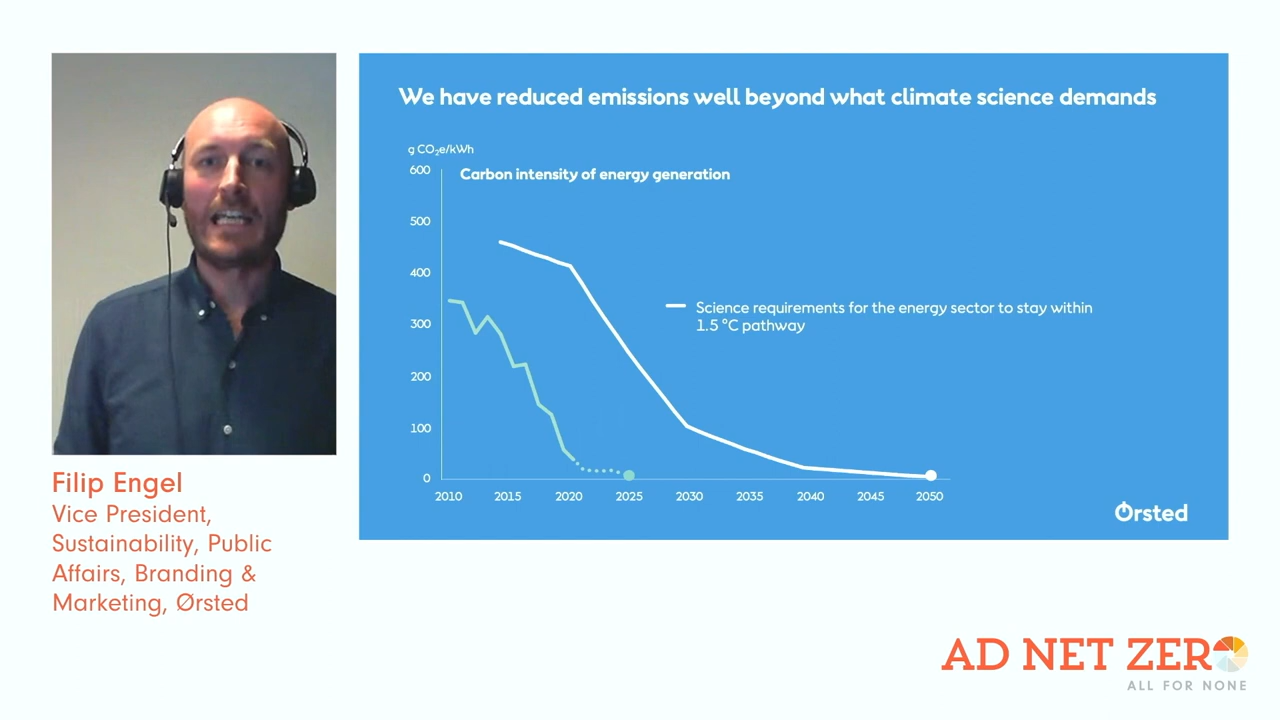 We have reduced emissions well beyond what climate science demands
g CO₂e/kWh
Carbon intensity of energy generation
600
500
400
300
200
100
0
Science requirements for the energy sector to stay within
1.5 °C pathway
2010 2015 2020 2025 2030 2035 2040 2045 2050
Ørsted
Filip Engel
Vice President,
Sustainability, Public
Affairs, Branding &
Marketing, Ørsted
AD NET ZERO
ALL FOR NONE